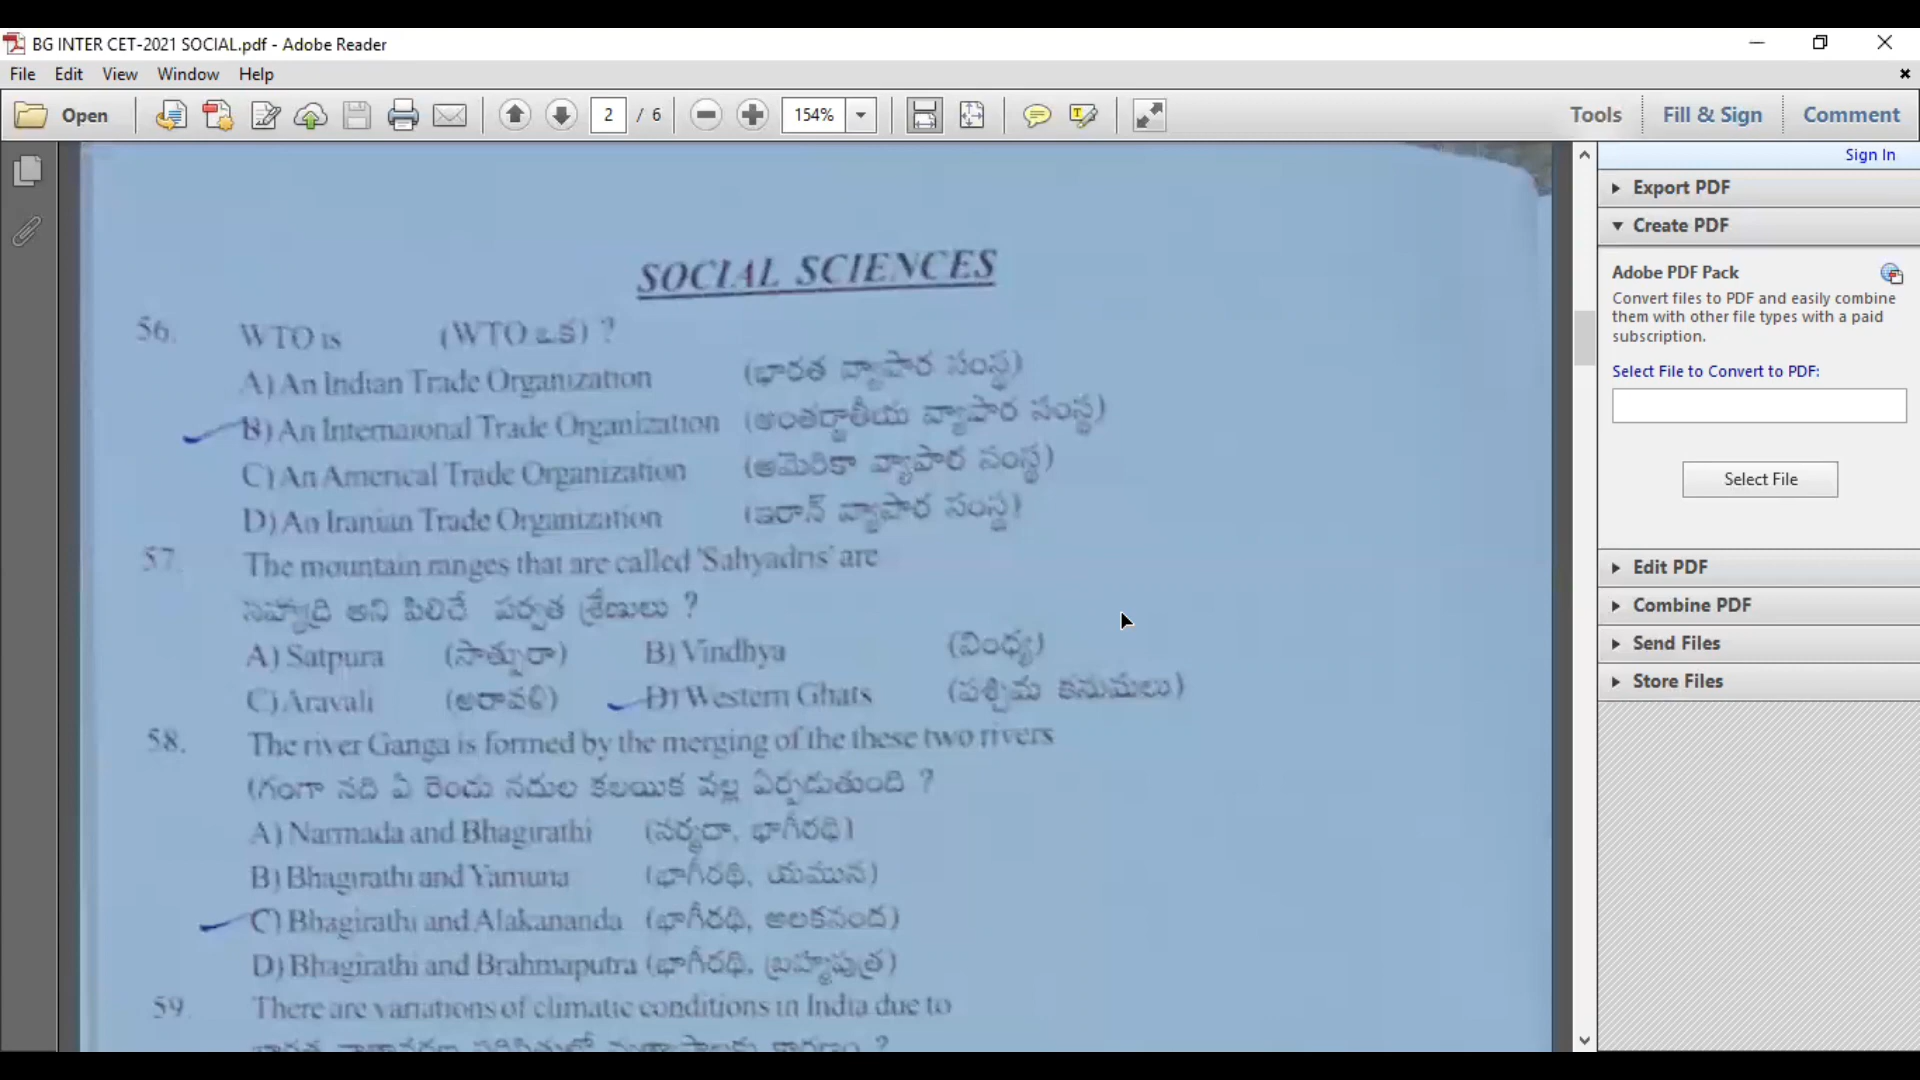 BG INTER CET-2021 SOCIAL.pdf - Adobe Reader
File Edit View Window Help
Open 2 / 6 154% Tools Fill & Sign Comment
Sign In
Export PDF
Create PDF
Adobe PDF Pack
Convert files to PDF and easily combine
them with other file types with a paid
subscription.
Select File to Convert to PDF:
Select File
Edit PDF
Combine PDF
Send Files
Store Files
SOCIAL SCIENCES
56. WTO is (WTO ఒక) ?
A) An Indian Trade Organization (భారత వ్యాపార సంస్థ)
B) An Internaional Trade Organization (అంతర్జాతీయ వ్యాపార సంస్థ)
C) An Americal Trade Organization (అమెరికా వ్యాపార సంస్థ)
D) An Iranian Trade Organization (ఇరాన్ వ్యాపార సంస్థ)
57. The mountain ranges that are called 'Sahyadris' are
సహ్యాద్రి అని పిలిచే పర్వత శ్రేణులు ?
A) Satpura (సాత్పురా) B) Vindhya (వింధ్య)
C) Aravali (అరావళి) D) Western Ghats (పశ్చిమ కనుమలు)
58. The river Ganga is formed by the merging of the these two rivers
(గంగా నది ఏ రెండు నదుల కలయిక వల్ల ఏర్పడుతుంది ?
A) Narmada and Bhagirathi (నర్మదా, భాగీరథి)
B) Bhagirathi and Yamuna (భాగీరథి, యమున)
C) Bhagirathi and Alakananda (భాగీరథి, అలకనంద)
D) Bhagirathi and Brahmaputra (భాగీరథి, బ్రహ్మపుత్ర)
59. There are variations of climatic conditions in India due to